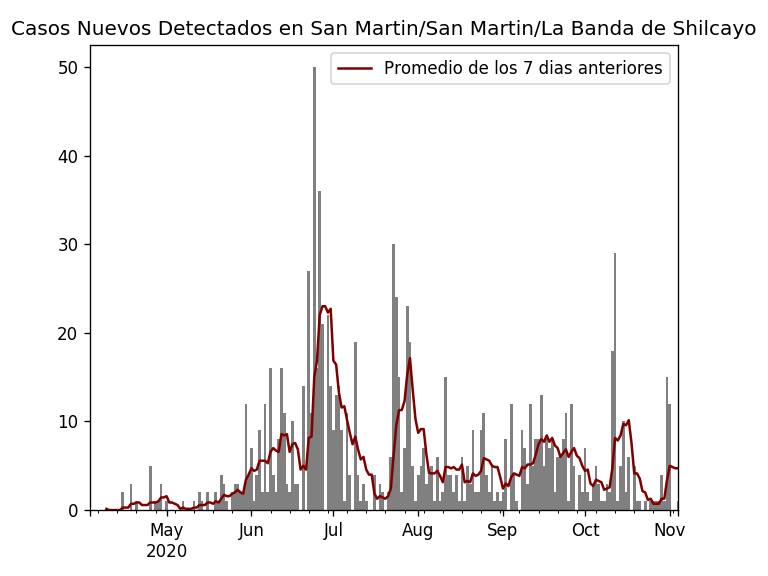 Casos Nuevos Detectados en San Martin/San Martin/La Banda de Shilcayo
Promedio de los 7 dias anteriores
50
40
30
20
10
0
May Jun Jul Aug Sep Oct Nov
2020